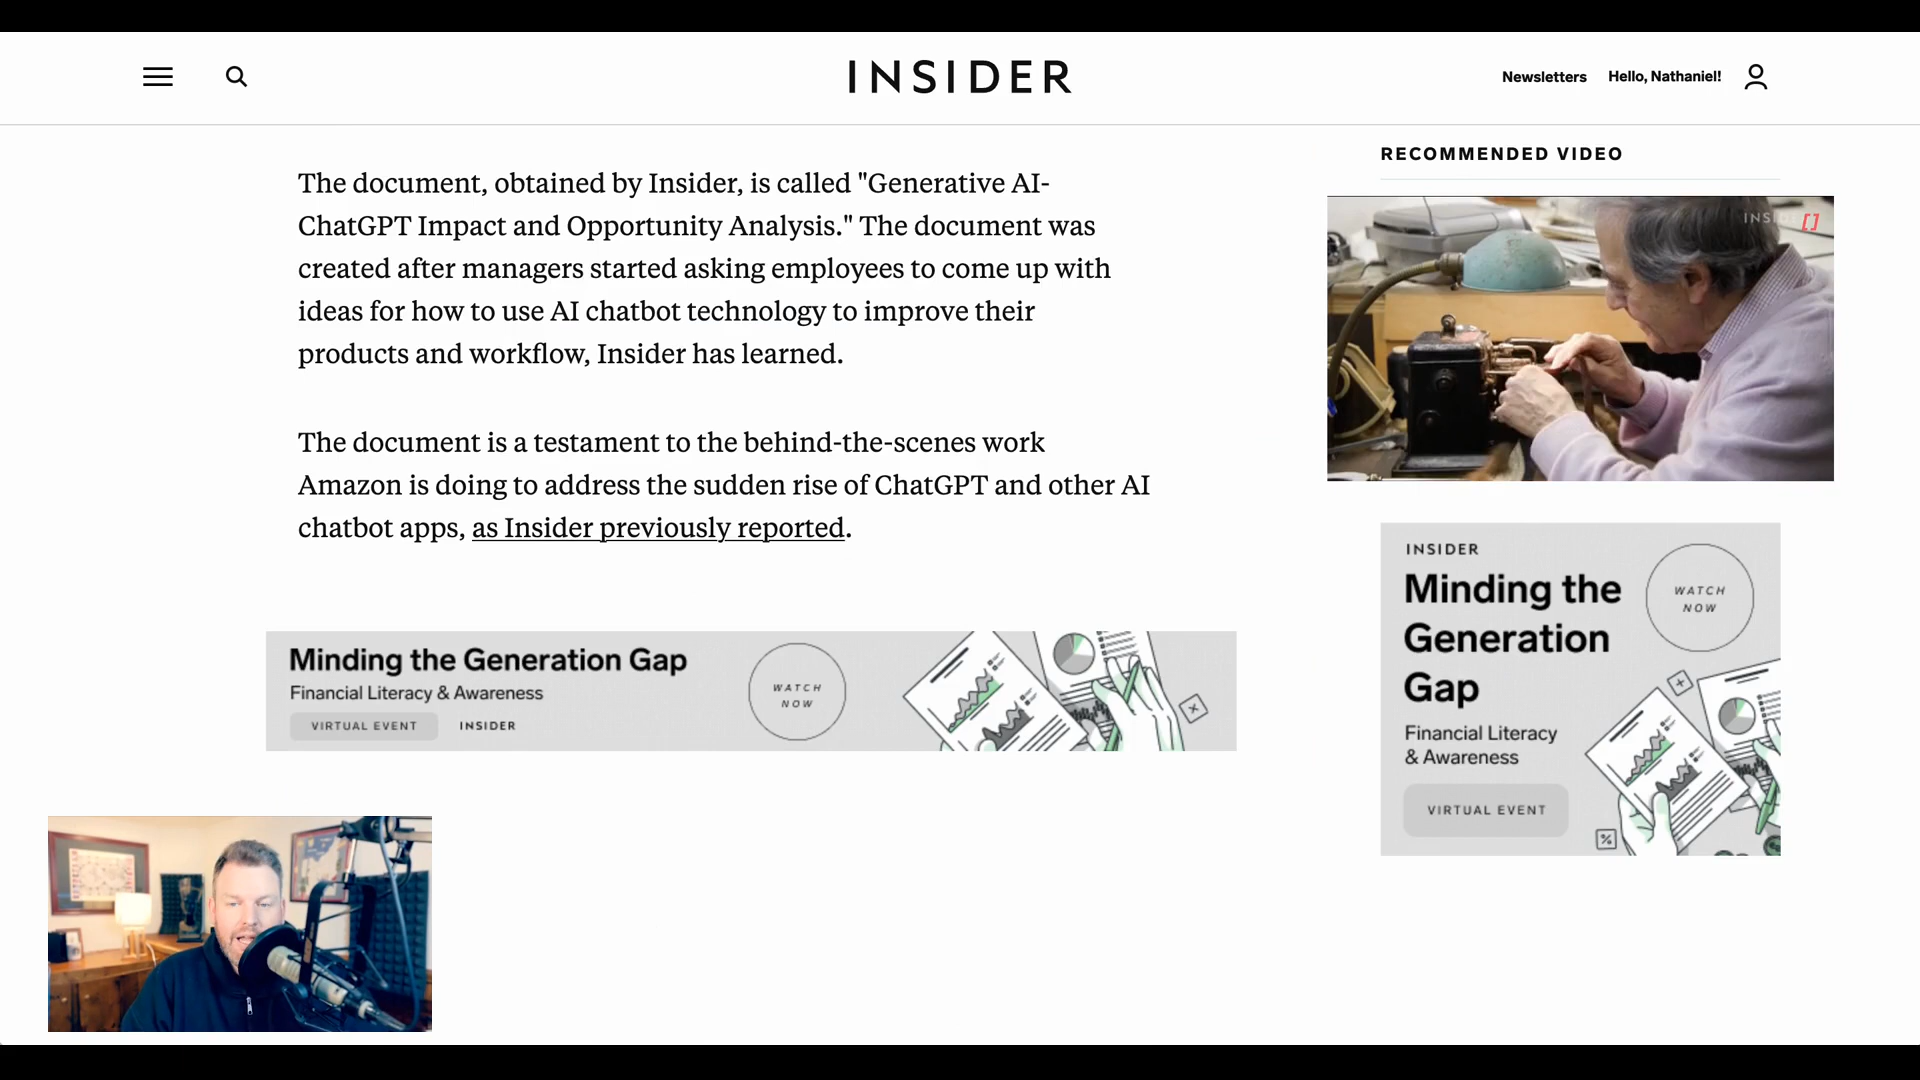 INSIDER
Newsletters
Hello, Nathaniel!
The document, obtained by Insider, is called "Generative AI-
ChatGPT Impact and Opportunity Analysis." The document was
created after managers started asking employees to come up with
ideas for how to use AI chatbot technology to improve their
products and workflow, Insider has learned.
The document is a testament to the behind-the-scenes work
Amazon is doing to address the sudden rise of ChatGPT and other AI
chatbot apps, as Insider previously reported.
Minding the Generation Gap
Financial Literacy & Awareness
VIRTUAL EVENT
INSIDER
WATCH
NOW
RECOMMENDED VIDEO
INSIDER
Minding the
Generation
Gap
WATCH
NOW
Financial Literacy
& Awareness
VIRTUAL EVENT